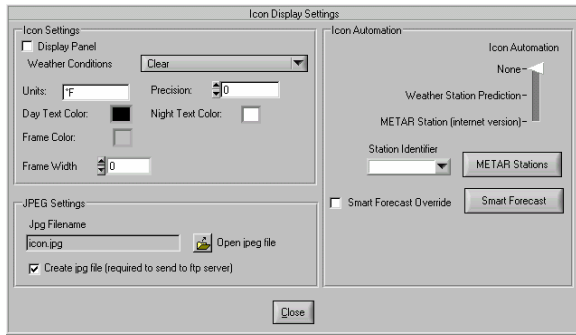 Icon Display Settings
Icon Settings
Display Panel
Weather Conditions Clear
Units: °F Precision: 0
Day Text Color: Night Text Color:
Frame Color:
Frame Width 0
JPEG Settings
Jpg Filename
icon.jpg Open jpeg file
Create jpg file (required to send to ftp server)
Icon Automation
Icon Automation
None
Weather Station Prediction
METAR Station (internet version)
Station Identifier
METAR Stations
Smart Forecast Override Smart Forecast
Close